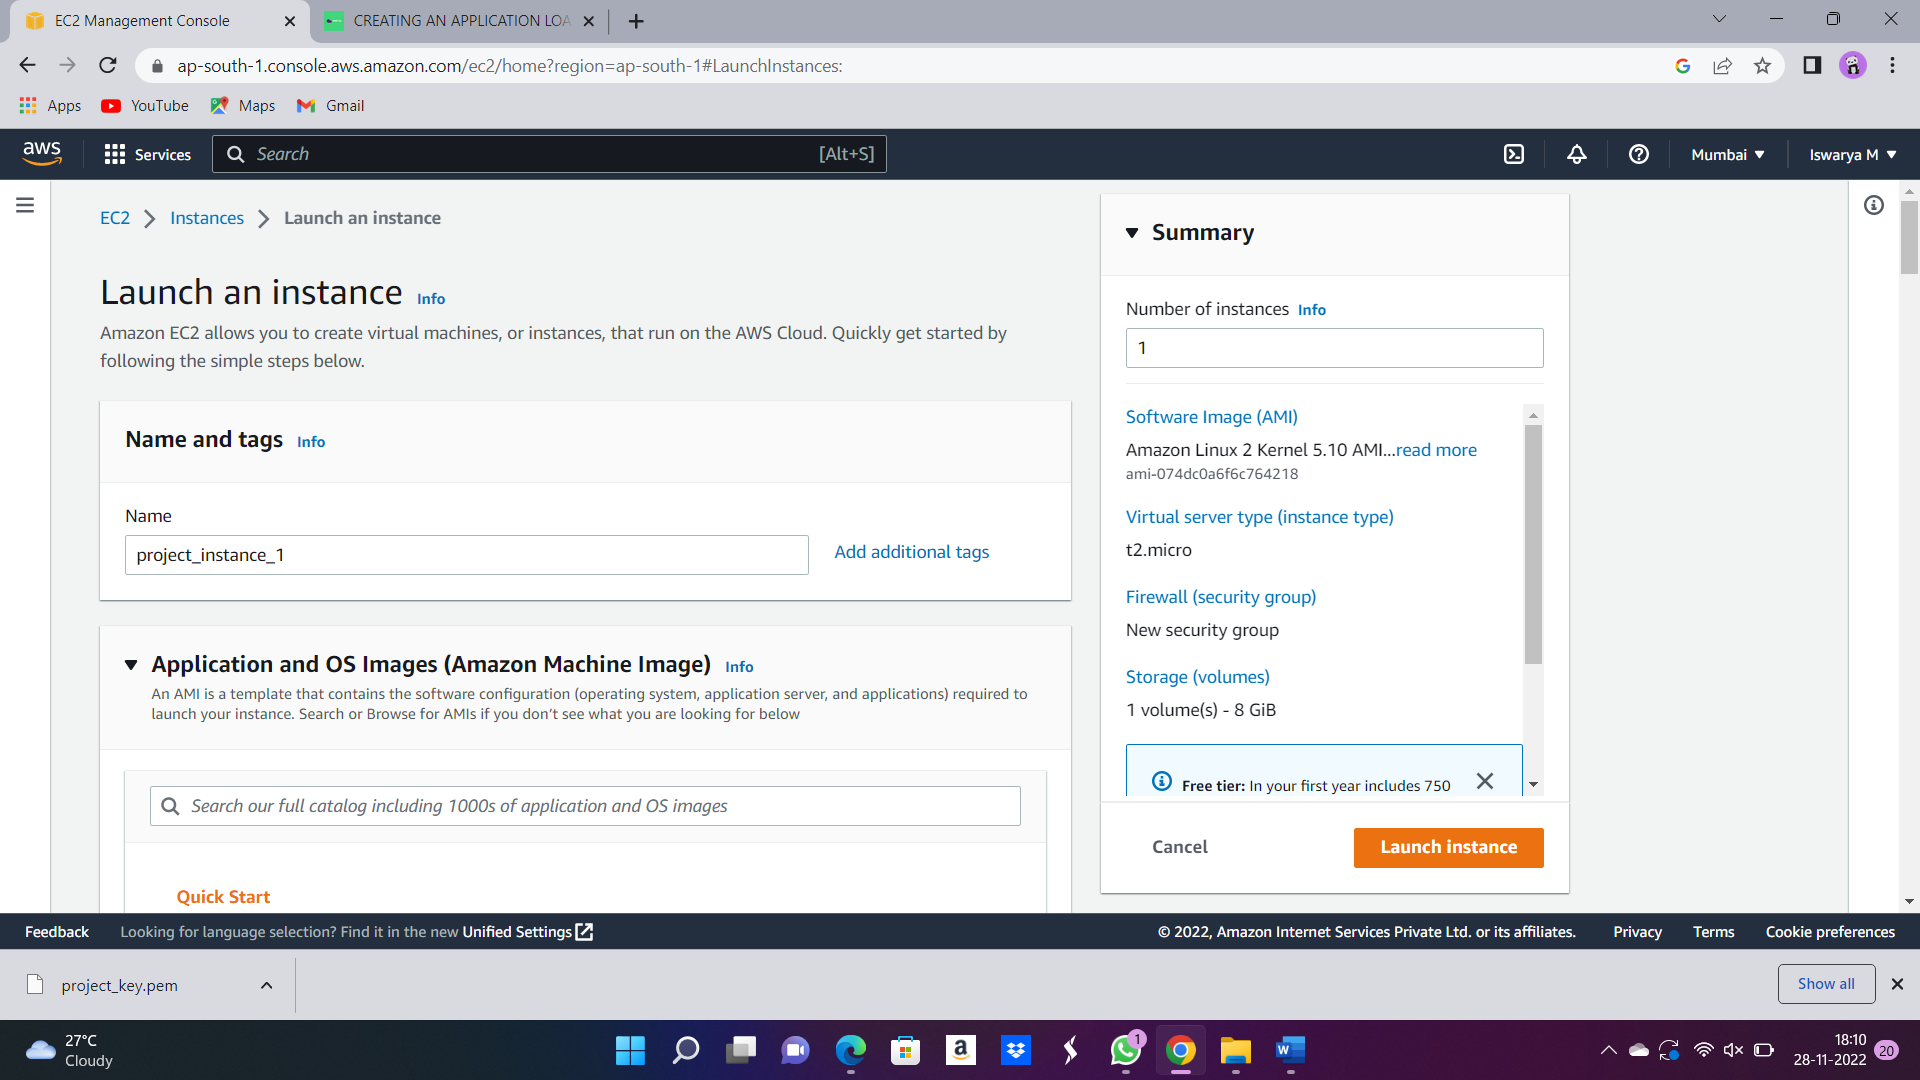 EC2 Management Console
CREATING AN APPLICATION LOA
ap-south-1.console.aws.amazon.com/ec2/home?region=ap-south-1#LaunchInstances:
Apps
YouTube
Maps
Gmail
aws
Services
Search
[Alt+S]
Mumbai
Iswarya M
EC2
Instances
Launch an instance
Launch an instance Info
Amazon EC2 allows you to create virtual machines, or instances, that run on the AWS Cloud. Quickly get started by
following the simple steps below.
Name and tags Info
Name
project_instance_1
Add additional tags
Application and OS Images (Amazon Machine Image) Info
An AMI is a template that contains the software configuration (operating system, application server, and applications) required to
launch your instance. Search or Browse for AMIs if you don't see what you are looking for below
Search our full catalog including 1000s of application and OS images
Quick Start
Summary
Number of instances Info
1
Software Image (AMI)
Amazon Linux 2 Kernel 5.10 AMI...read more
ami-074dc0a6f6c764218
Virtual server type (instance type)
t2.micro
Firewall (security group)
New security group
Storage (volumes)
1 volume(s) - 8 GiB
Free tier: In your first year includes 750
Cancel
Launch instance
Feedback
Looking for language selection? Find it in the new Unified Settings
© 2022, Amazon Internet Services Private Ltd. or its affiliates.
Privacy
Terms
Cookie preferences
project_key.pem
Show all
27°C
Cloudy
1
18:10
28-11-2022
20